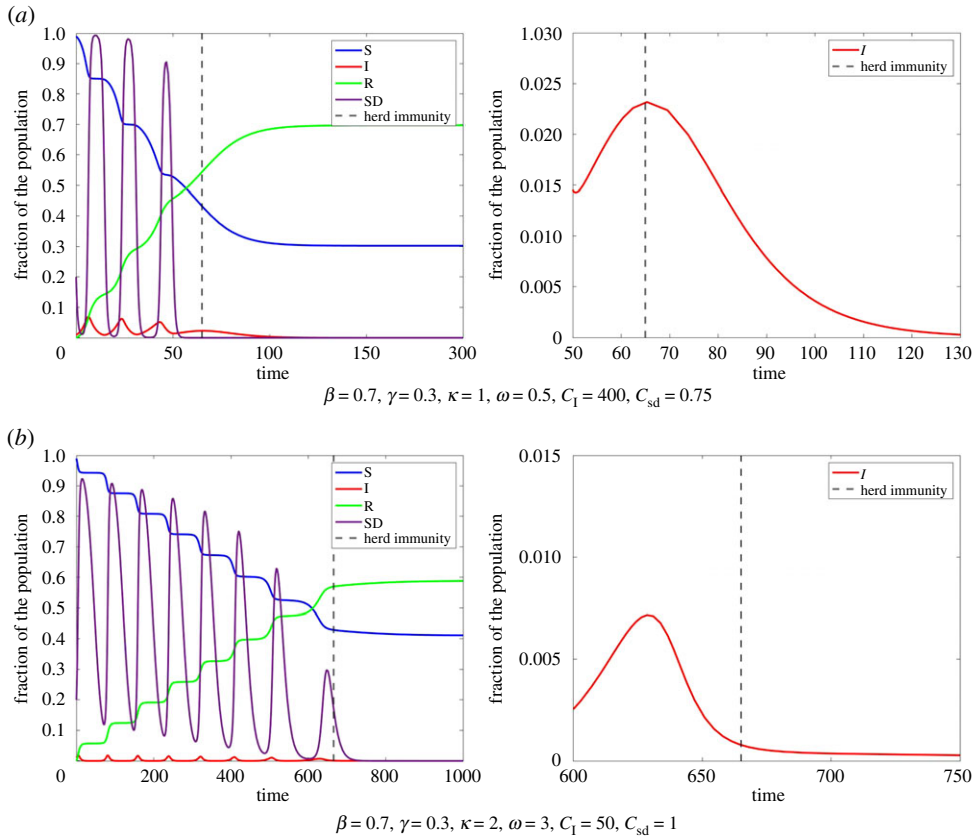 (a)
1.0
0.9
0.8
0.7
0.6
0.5
0.4
0.3
0.2
0.1
0
50
100
150
300
fraction of the population
time
S
I
R
SD
herd immunity
0.030
0.025
0.020
0.015
0.010
0.005
0
50
60
70
80
90
100
110
120
130
fraction of the population
time
I
herd immunity
β = 0.7, γ = 0.3, κ = 1, ω = 0.5, C_I = 400, C_sd = 0.75
(b)
1.0
0.9
0.8
0.7
0.6
0.5
0.4
0.3
0.2
0.1
0
200
400
600
800
1000
fraction of the population
time
S
I
R
SD
herd immunity
0.015
0.010
0.005
0
600
650
700
750
fraction of the population
time
I
herd immunity
β = 0.7, γ = 0.3, κ = 2, ω = 3, C_I = 50, C_sd = 1